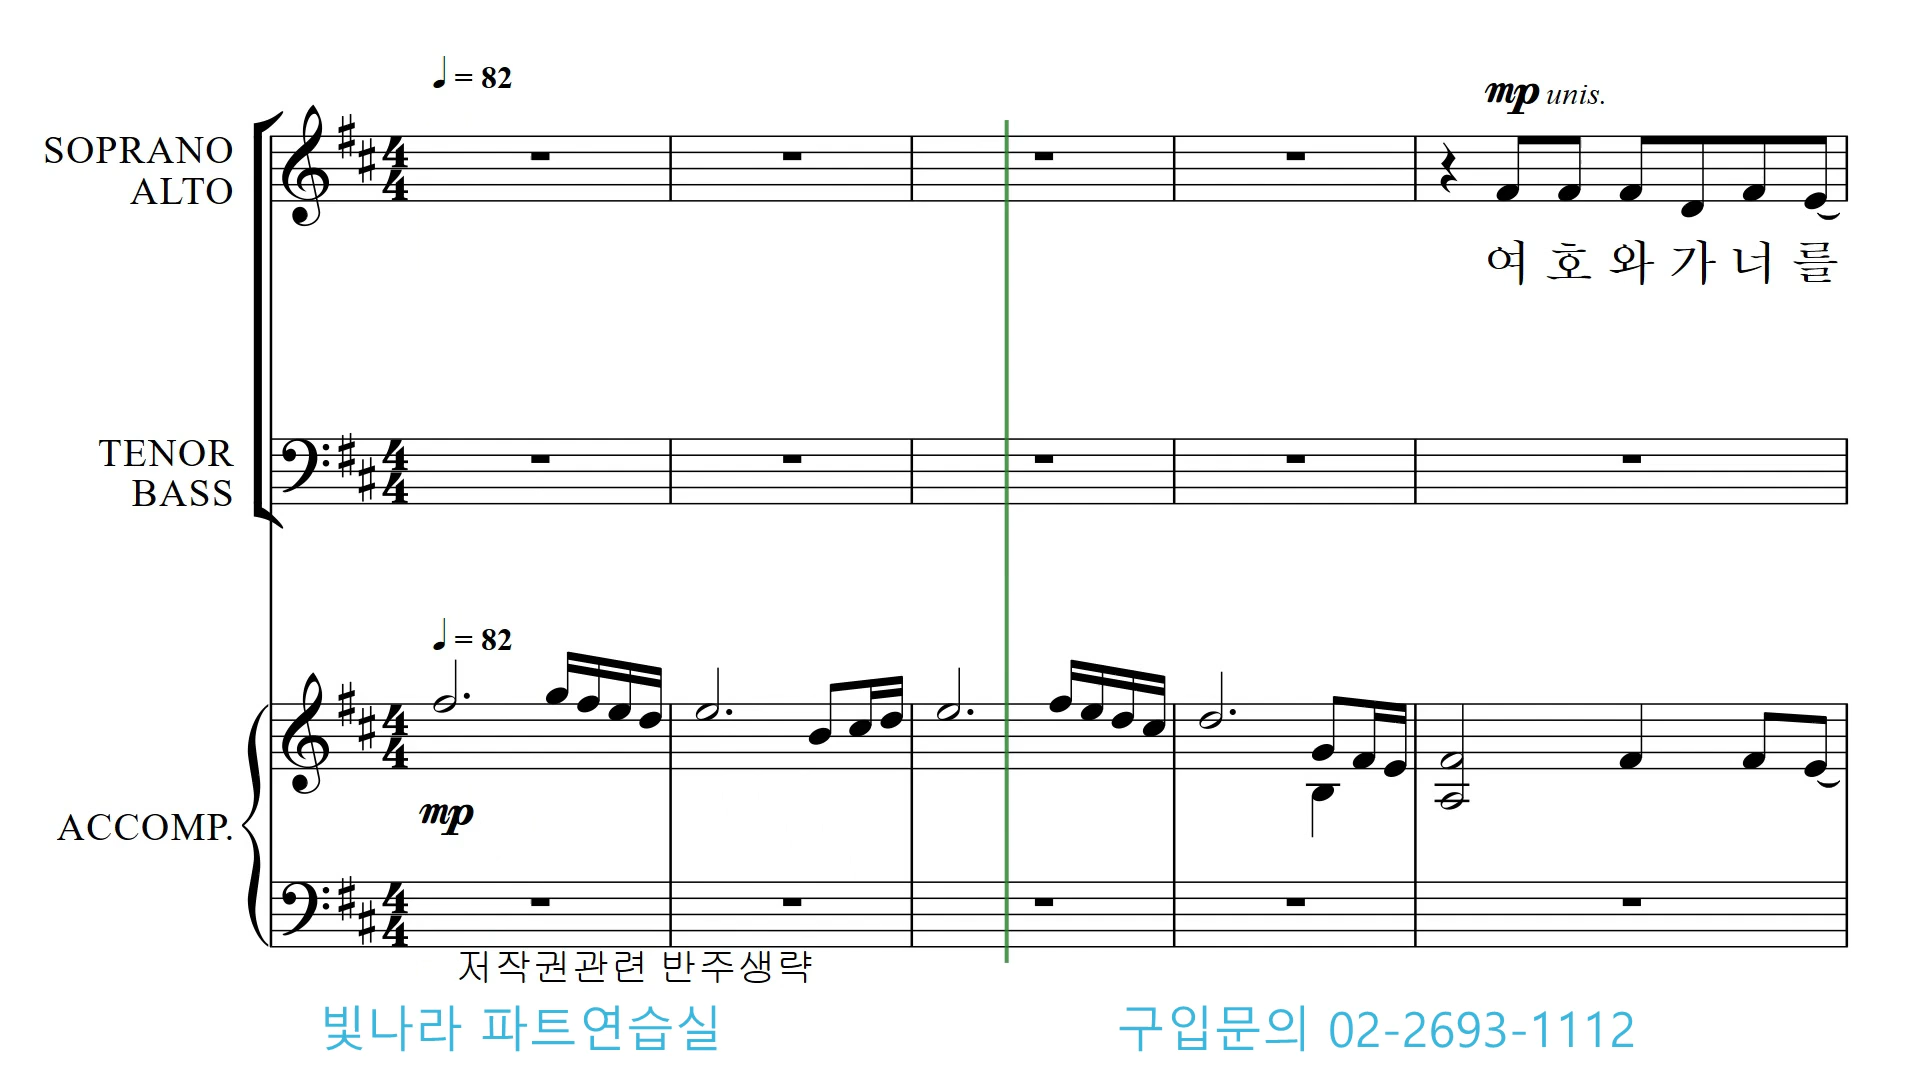 ♩ = 82
mp unis.
SOPRANO
ALTO
여 호 와 가 너 를
TENOR
BASS
♩ = 82
mp
ACCOMP.
저작권관련 반주생략
빛나라 파트연습실
구입문의 02-2693-1112